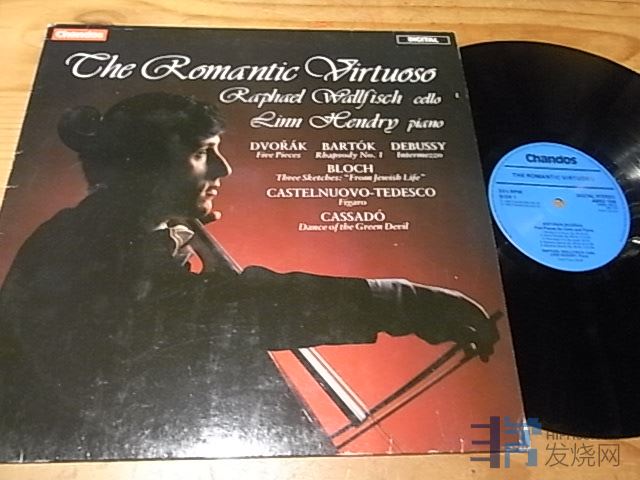 Chandos
DIGITAL
The Romantic Virtuoso
Raphael Wallfisch cello
Linn Hendry piano
DVOŘÁK BARTÓK DEBUSSY
Five Pieces Rhapsody No. 1 Intermezzo
BLOCH
Three Sketches: "From Jewish Life"
CASTELNUOVO-TEDESCO
Figaro
CASSADÓ
Dance of the Green Devil
Chandos
THE ROMANTIC VIRTUOSO
SIDE 1
发烧网